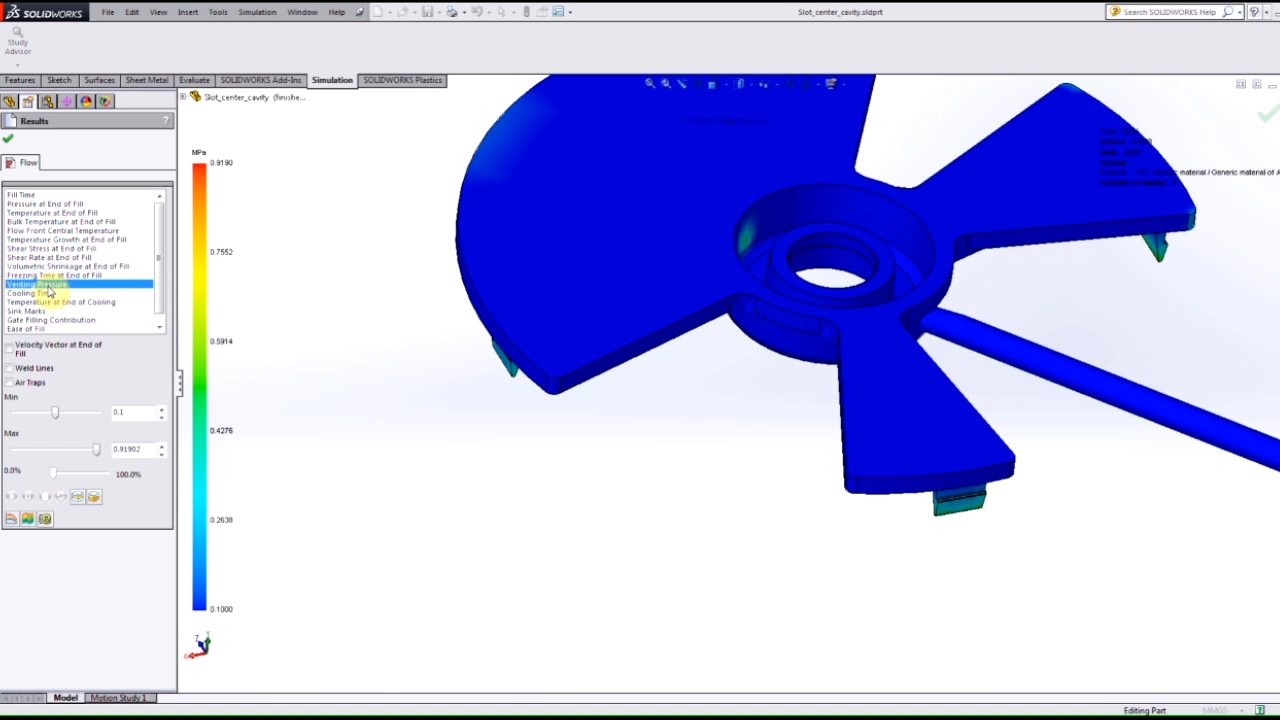 SOLIDWORKS File Edit View Insert Tools Simulation Window Help Slot_center_cavity.sldprt Search SOLIDWORKS Help
Study
Advisor
Features Sketch Surfaces Sheet Metal Evaluate SOLIDWORKS Add-Ins Simulation SOLIDWORKS Plastics
Slot_center_cavity (finishe...
Results ?
Flow
MPa
0.9190
0.7552
0.5914
0.4276
0.2638
0.1000
Fill Time
Pressure at End of Fill
Temperature at End of Fill
Bulk Temperature at End of Fill
Flow Front Central Temperature
Temperature Growth at End of Fill
Shear Stress at End of Fill
Shear Rate at End of Fill
Volumetric Shrinkage at End of Fill
Freezing Time at End of Fill
Venting Pressure
Cooling Time
Temperature at End of Cooling
Sink Marks
Gate Filling Contribution
Ease of Fill
Velocity Vector at End of
Fill
Weld Lines
Air Traps
Min
0.1
Max
0.91902
0.0% 100.0%
material / Generic material of A
Z Y X
Model Motion Study 1
Editing Part MMGS